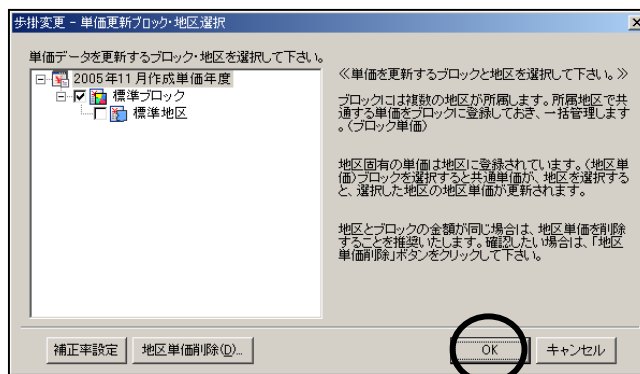 歩掛変更 - 単価更新ブロック・地区選択
単価データを更新するブロック・地区を選択して下さい。
2005年11月作成単価年度
標準ブロック
標準地区
≪単価を更新するブロックと地区を選択して下さい。≫
ブロックには複数の地区が所属します。所属地区で共
通する単価をブロックに登録しておき、一括管理します
。(ブロック単価)
地区固有の単価は地区に登録されています。(地区単
価)ブロックを選択すると共通単価が、地区を選択する
と、選択した地区の地区単価が更新されます。
地区とブロックの金額が同じ場合は、地区単価を削除
することを推奨いたします。確認したい場合は、「地区
単価削除」ボタンをクリックして下さい。
補正率設定
地区単価削除(D)...
OK
キャンセル